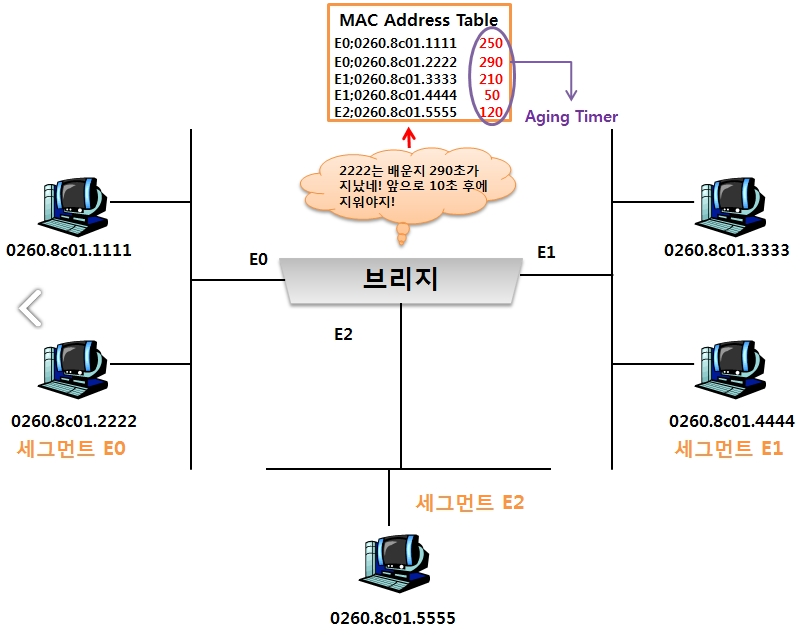 MAC Address Table
E0;0260.8c01.1111 250
E0;0260.8c01.2222 290
E1;0260.8c01.3333 210
E1;0260.8c01.4444 50
E2;0260.8c01.5555 120
Aging Timer
2222는 배운지 290초가
지났네! 앞으로 10초 후에
지워야지!
0260.8c01.1111
0260.8c01.3333
E0
E1
브리지
E2
0260.8c01.2222
0260.8c01.4444
세그먼트 E0
세그먼트 E1
세그먼트 E2
0260.8c01.5555